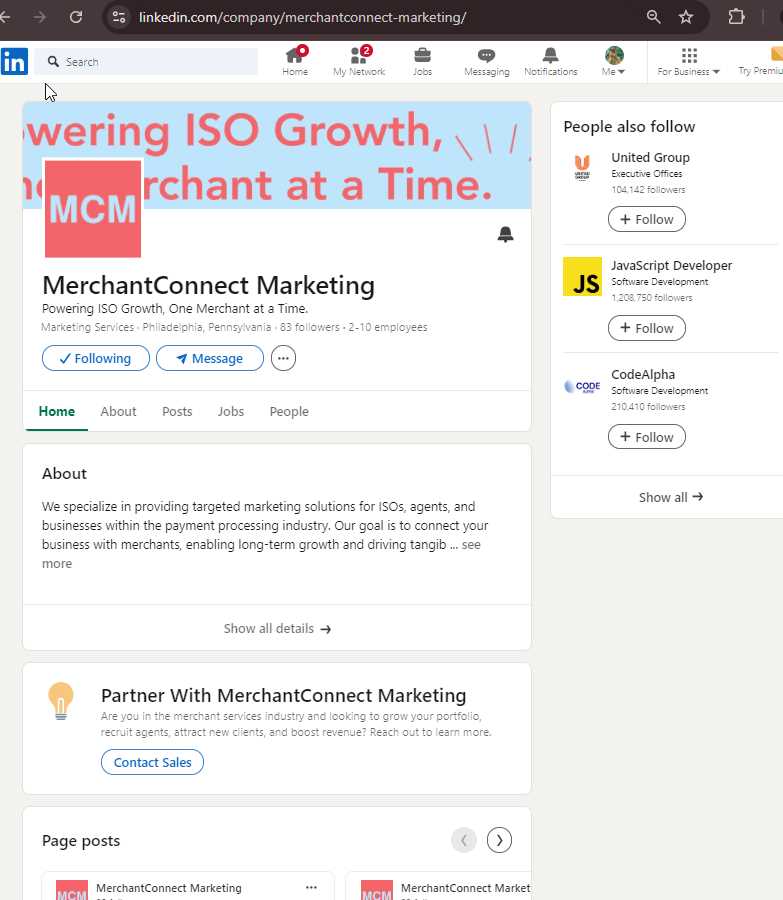 linkedin.com/company/merchantconnect-marketing/
in
Search
Home
2
My Network
Jobs
Messaging
Notifications
Me
For Business
Try Premiu
wering ISO Growth,
rchant at a Time.
MCM
MerchantConnect Marketing
Powering ISO Growth, One Merchant at a Time.
Marketing Services · Philadelphia, Pennsylvania · 83 followers · 2-10 employees
Following
Message
Home
About
Posts
Jobs
People
About
We specialize in providing targeted marketing solutions for ISOs, agents, and
businesses within the payment processing industry. Our goal is to connect your
business with merchants, enabling long-term growth and driving tangib ... see
more
Show all details →
Partner With MerchantConnect Marketing
Are you in the merchant services industry and looking to grow your portfolio,
recruit agents, attract new clients, and boost revenue? Reach out to learn more.
Contact Sales
Page posts
MCM
MerchantConnect Marketing
MCM
MerchantConnect Market
People also follow
UNITED GROUP
United Group
Executive Offices
104,142 followers
+ Follow
JS
JavaScript Developer
Software Development
1,208,750 followers
+ Follow
CODE
CodeAlpha
Software Development
210,410 followers
+ Follow
Show all →